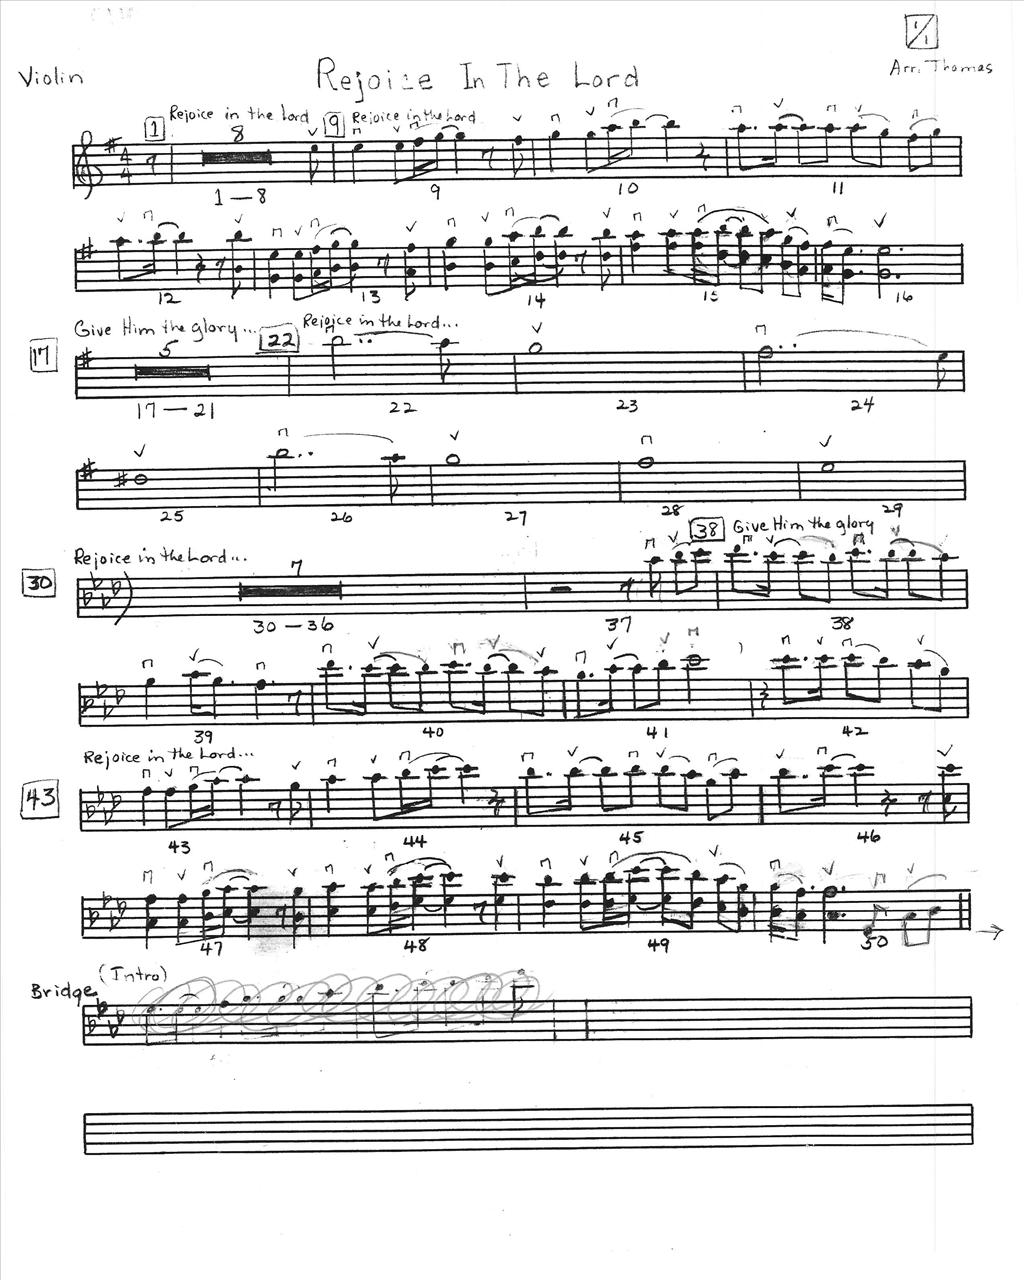 1/1
Violin
Rejoice In The Lord
Arr. Thomas
1 Rejoice in the Lord 9 Rejoice in the Lord
8
4
4
1 — 8 9 10 11
12 13 14 15 16
Give Him the glory... 22 Rejoice in the Lord...
17 5
17 — 21 22 23 24
25 26 27 28 29
Rejoice in the Lord... 38 Give Him the glory
30 7
30 — 36 37 38
39 40 41 42
Rejoice in the Lord...
43
43 44 45 46
47 48 49 50
(Intro)
Bridge